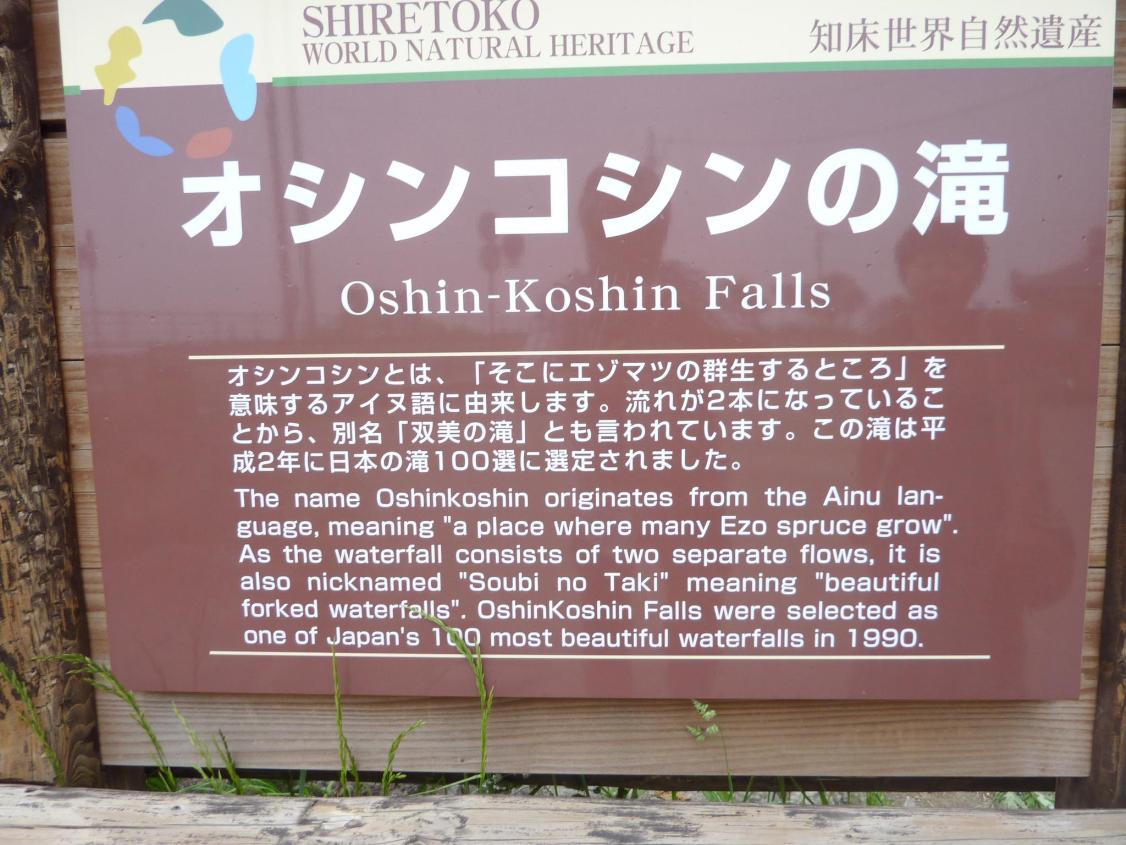 SHIRETOKO
WORLD NATURAL HERITAGE
知床世界自然遺産
オシンコシンの滝
Oshin-Koshin Falls
オシンコシンとは、「そこにエゾマツの群生するところ」を
意味するアイヌ語に由来します。流れが2本になっているこ
とから、別名「双美の滝」とも言われています。この滝は平
成2年に日本の滝100選に選定されました。
The name Oshinkoshin originates from the Ainu lan-
guage, meaning "a place where many Ezo spruce grow".
As the waterfall consists of two separate flows, it is
also nicknamed "Soubi no Taki" meaning "beautiful
forked waterfalls". OshinKoshin Falls were selected as
one of Japan's 100 most beautiful waterfalls in 1990.